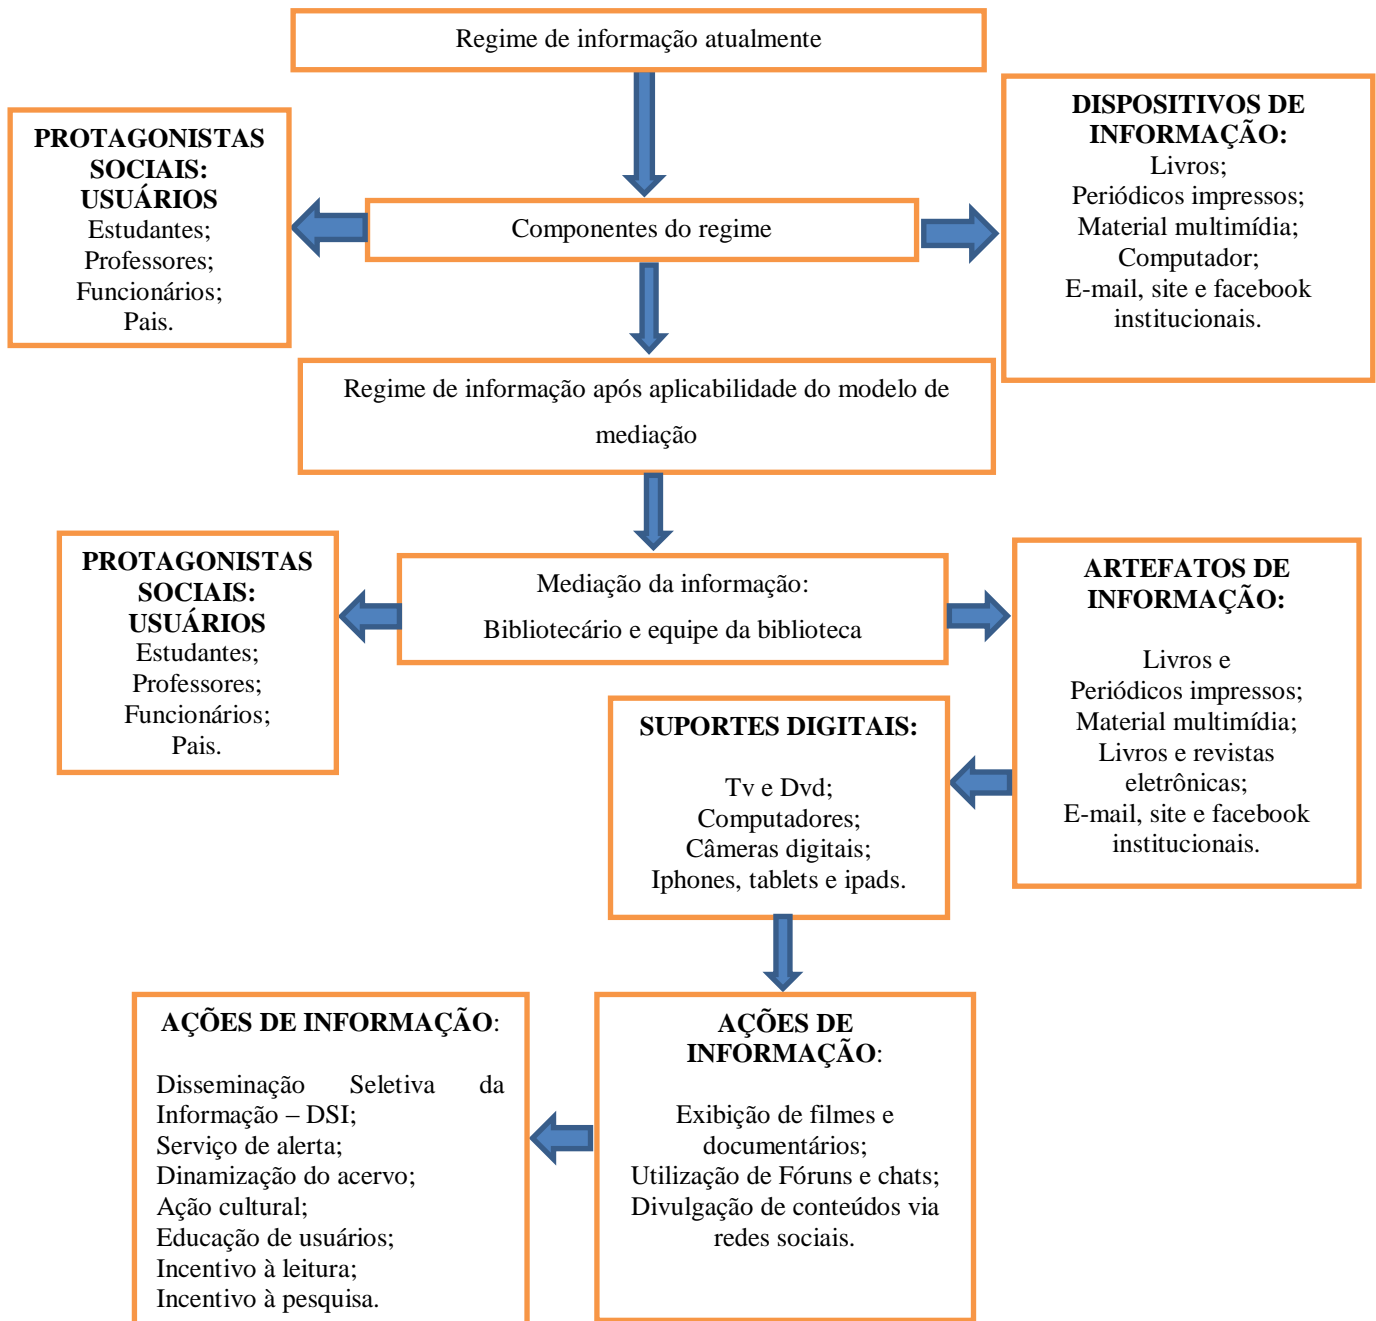 Regime de informação atualmente
PROTAGONISTAS
SOCIAIS:
USUÁRIOS
Estudantes;
Professores;
Funcionários;
Pais.
Componentes do regime
DISPOSITIVOS DE
INFORMAÇÃO:
Livros;
Periódicos impressos;
Material multimídia;
Computador;
E-mail, site e facebook
institucionais.
Regime de informação após aplicabilidade do modelo de
mediação
PROTAGONISTAS
SOCIAIS:
USUÁRIOS
Estudantes;
Professores;
Funcionários;
Pais.
Mediação da informação:
Bibliotecário e equipe da biblioteca
ARTEFATOS DE
INFORMAÇÃO:
Livros e
Periódicos impressos;
Material multimídia;
Livros e revistas
eletrônicas;
E-mail, site e facebook
institucionais.
SUPORTES DIGITAIS:
Tv e Dvd;
Computadores;
Câmeras digitais;
Iphones, tablets e ipads.
AÇÕES DE INFORMAÇÃO:
Disseminação Seletiva da
Informação – DSI;
Serviço de alerta;
Dinamização do acervo;
Ação cultural;
Educação de usuários;
Incentivo à leitura;
Incentivo à pesquisa.
AÇÕES DE
INFORMAÇÃO:
Exibição de filmes e
documentários;
Utilização de Fóruns e chats;
Divulgação de conteúdos via
redes sociais.